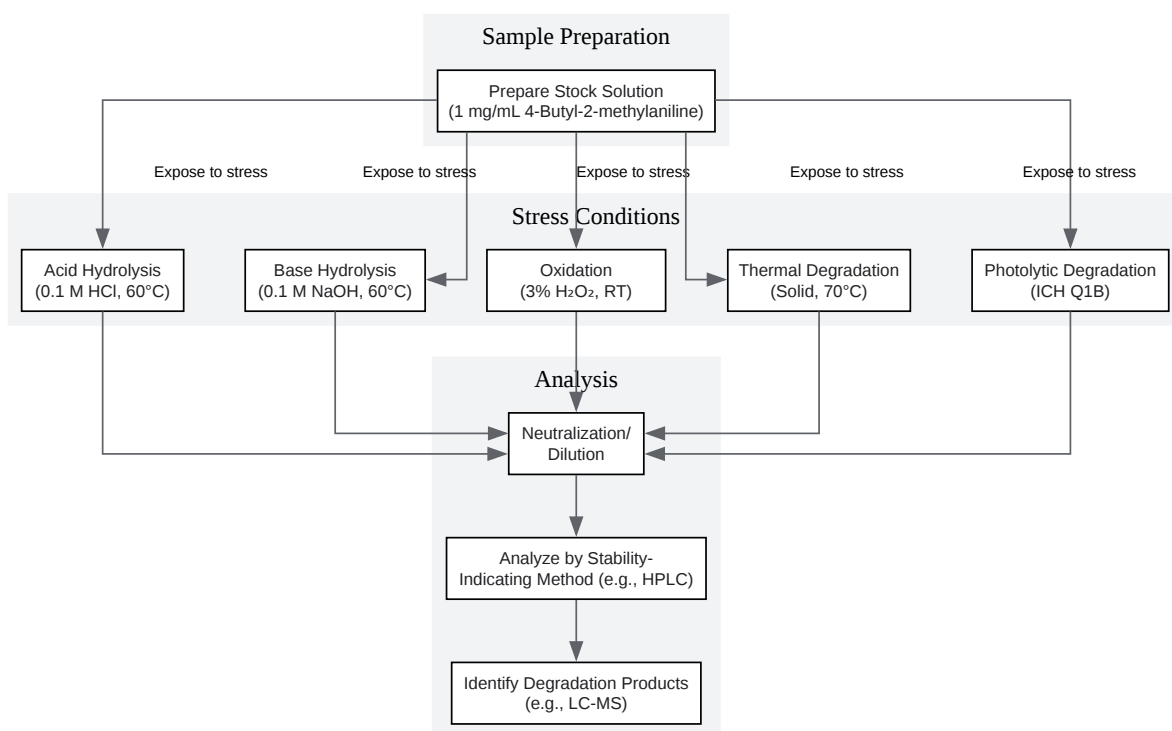 Sample Preparation
Prepare Stock Solution
(1 mg/mL 4-Butyl-2-methylaniline)
Expose to stress
Expose to stress
Expose to stress
Expose to stress
Expose to stress
Stress Conditions
Acid Hydrolysis
(0.1 M HCl, 60°C)
Base Hydrolysis
(0.1 M NaOH, 60°C)
Oxidation
(3% H₂O₂, RT)
Thermal Degradation
(Solid, 70°C)
Photolytic Degradation
(ICH Q1B)
Analysis
Neutralization/
Dilution
Analyze by Stability-
Indicating Method (e.g., HPLC)
Identify Degradation Products
(e.g., LC-MS)